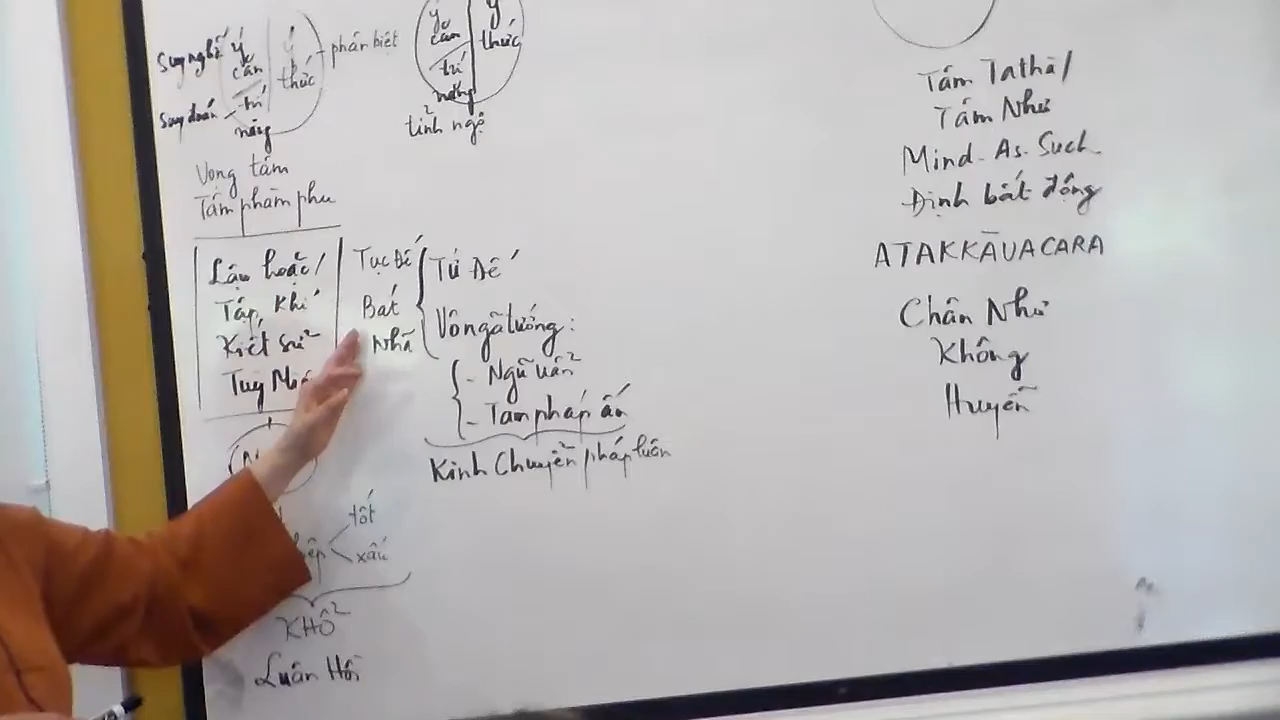 Suy nghĩ ý thức phân biệt
căn
Suy đoán trí
năng
Vọng tâm
Tâm phàm phu
ý thức
căn
trí
năng
tỉnh ngộ
Lậu hoặc/
Tập khí
Kiết sử
Tùy Miên
Tục Đế
Bát
Nhã
Tứ Đế
Vô ngã tướng:
- Ngũ uẩn
- Tam pháp ấn
Kinh Chuyển pháp luân
tốt
xấu
KHỔ
Luân Hồi
Tâm Tatha/
Tâm Như
Mind-As-Such
Định bất động
ATAKKĀVACARA
Chân Như
Không
Huyễn